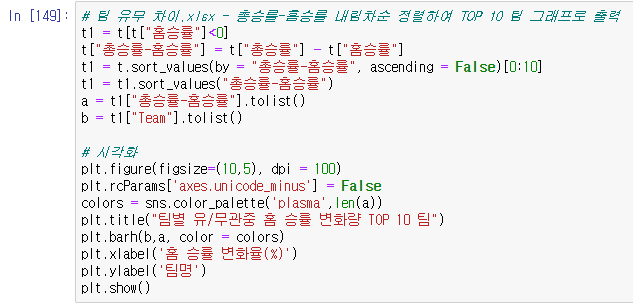 In [149]:
# 팀 유무 차이.xlsx - 총승률-홈승률 내림차순 정렬하여 TOP 10 팀 그래프로 출력
t1 = t[t["홈승률"]<0]
t["총승률-홈승률"] = t["총승률"] - t["홈승률"]
t1 = t.sort_values(by = "총승률-홈승률", ascending = False)[0:10]
t1 = t1.sort_values("총승률-홈승률")
a = t1["총승률-홈승률"].tolist()
b = t1["Team"].tolist()
# 시각화
plt.figure(figsize=(10,5), dpi = 100)
plt.rcParams['axes.unicode_minus'] = False
colors = sns.color_palette('plasma',len(a))
plt.title("팀별 유/무관중 홈 승률 변화량 TOP 10 팀")
plt.barh(b,a, color = colors)
plt.xlabel('홈 승률 변화율(%)')
plt.ylabel('팀명')
plt.show()